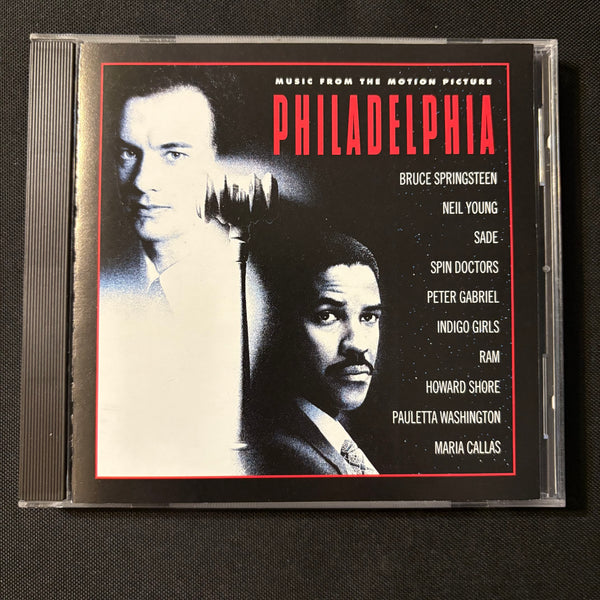 MUSIC FROM THE MOTION PICTURE
PHILADELPHIA
BRUCE SPRINGSTEEN
NEIL YOUNG
SADE
SPIN DOCTORS
PETER GABRIEL
INDIGO GIRLS
RAM
HOWARD SHORE
PAULETTA WASHINGTON
MARIA CALLAS